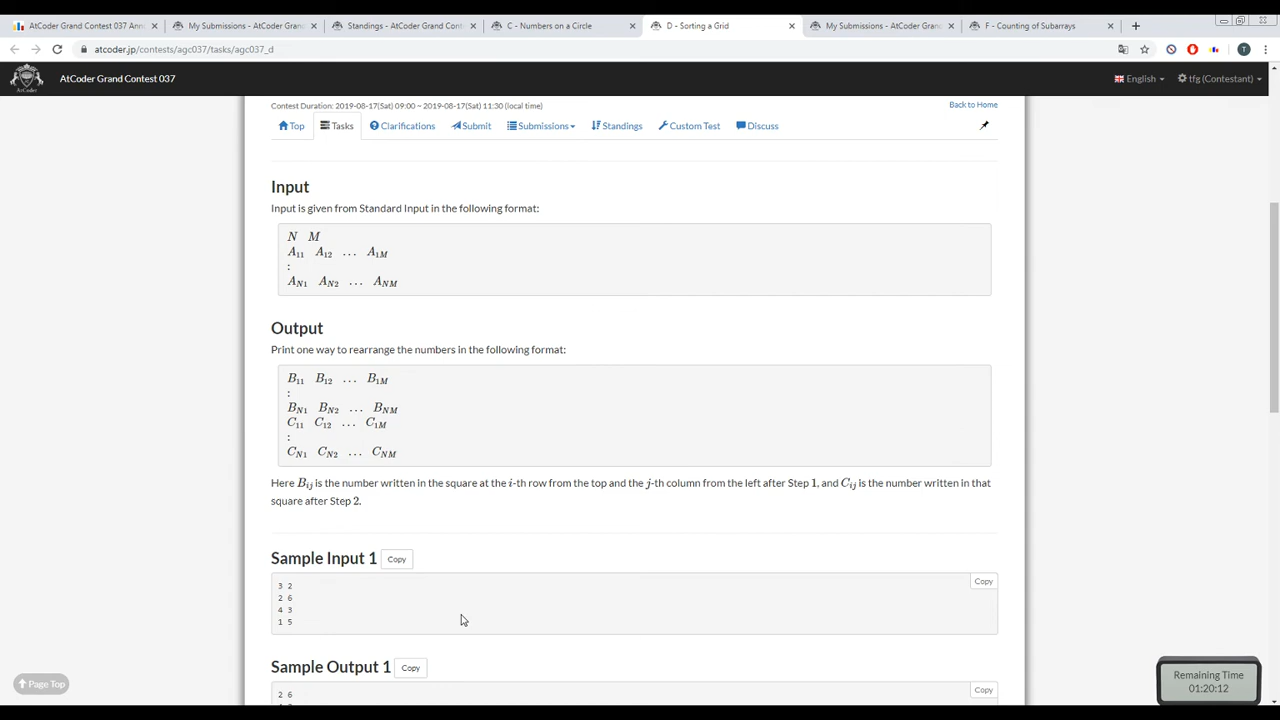 AtCoder Grand Contest 037 Ann
My Submissions - AtCoder Gran
Standings - AtCoder Grand Cont
C - Numbers on a Circle
D - Sorting a Grid
My Submissions - AtCoder Grand
F - Counting of Subarrays
atcoder.jp/contests/agc037/tasks/agc037_d
AtCoder Grand Contest 037
English
tfg (Contestant)
Contest Duration: 2019-08-17(Sat) 09:00 ~ 2019-08-17(Sat) 11:30 (local time)
Back to Home
Top
Tasks
Clarifications
Submit
Submissions
Standings
Custom Test
Discuss
Input
Input is given from Standard Input in the following format:
N M
A11 A12 … A1M
:
AN1 AN2 … ANM
Output
Print one way to rearrange the numbers in the following format:
B11 B12 … B1M
:
BN1 BN2 … BNM
C11 C12 … C1M
:
CN1 CN2 … CNM
Here Bij is the number written in the square at the i-th row from the top and the j-th column from the left after Step 1, and Cij is the number written in that
square after Step 2.
Sample Input 1 Copy
Copy
3 2
2 6
4 3
1 5
Sample Output 1 Copy
Copy
2 6
Page Top
Remaining Time
01:20:12